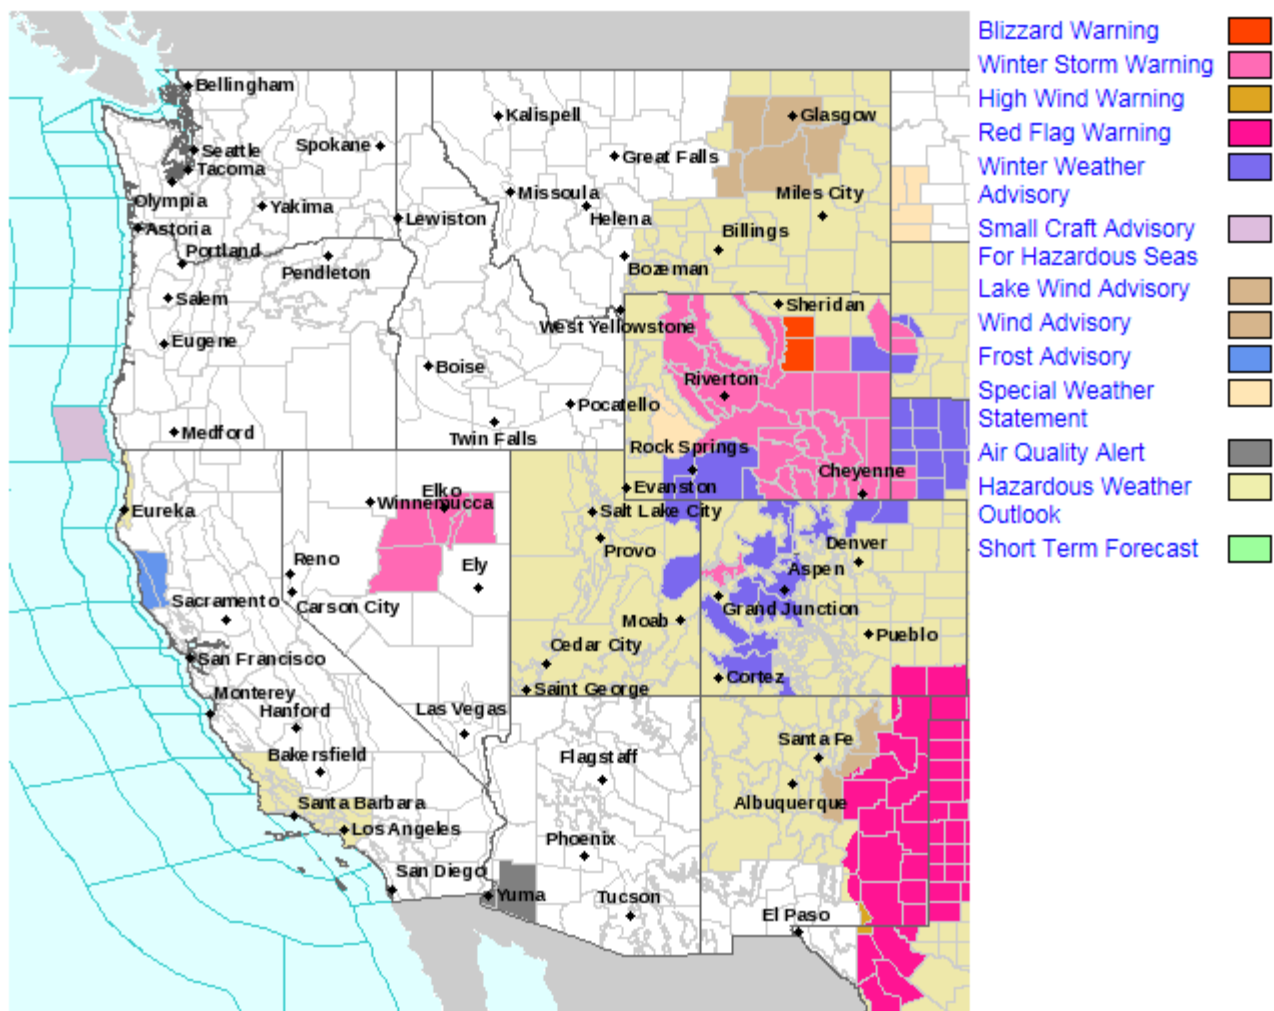 Bellingham
Seattle
Tacoma
Olympia
Astoria
Portland
Salem
Eugene
Medford
Spokane
Yakima
Pendleton
Lewiston
Kalispell
Great Falls
Missoula
Helena
Bozeman
Glasgow
Miles City
Billings
Sheridan
West Yellowstone
Boise
Pocatello
Twin Falls
Riverton
Rock Springs
Cheyenne
Evanston
Eureka
Elko
Winnemucca
Reno
Ely
Carson City
Sacramento
San Francisco
Monterey
Hanford
Las Vegas
Bakersfield
Santa Barbara
Los Angeles
San Diego
Salt Lake City
Provo
Moab
Cedar City
Saint George
Denver
Aspen
Grand Junction
Pueblo
Cortez
Flagstaff
Phoenix
Yuma
Tucson
Santa Fe
Albuquerque
El Paso
Blizzard Warning
Winter Storm Warning
High Wind Warning
Red Flag Warning
Winter Weather
Advisory
Small Craft Advisory
For Hazardous Seas
Lake Wind Advisory
Wind Advisory
Frost Advisory
Special Weather
Statement
Air Quality Alert
Hazardous Weather
Outlook
Short Term Forecast